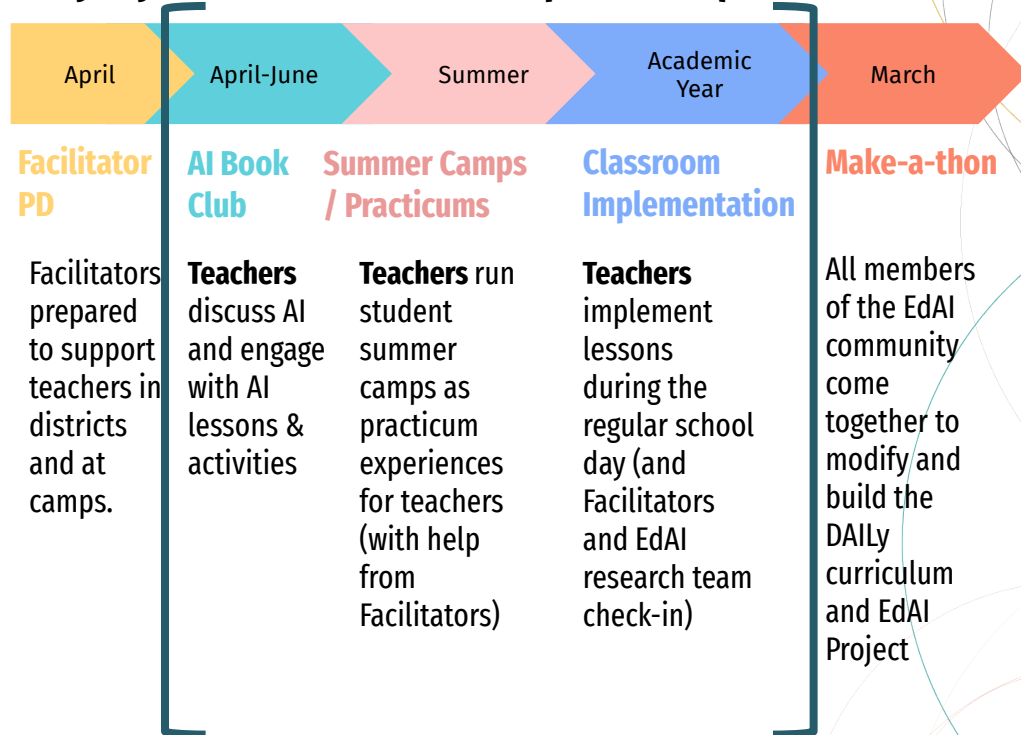 April
April-June
Summer
Academic
Year
March
Facilitator
PD
AI Book
Club
Summer Camps
/ Practicums
Classroom
Implementation
Make-a-thon
Facilitators
prepared
to support
teachers in
districts
and at
camps.
Teachers
discuss AI
and engage
with AI
lessons &
activities
Teachers run
student
summer
camps as
practicum
experiences
for teachers
(with help
from
Facilitators)
Teachers
implement
lessons
during the
regular school
day (and
Facilitators
and EdAI
research team
check-in)
All members
of the EdAI
community
come
together to
modify and
build the
DAILy
curriculum
and EdAI
Project